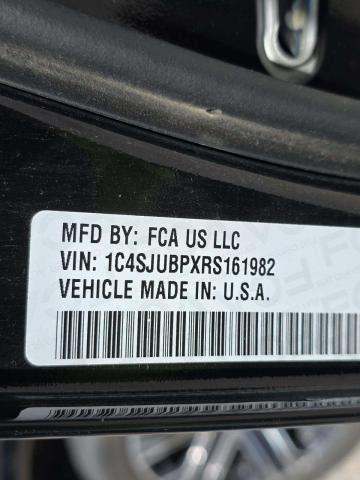 MFD BY: FCA US LLC
VIN: 1C4SJUBPXRS161982
VEHICLE MADE IN: U.S.A.